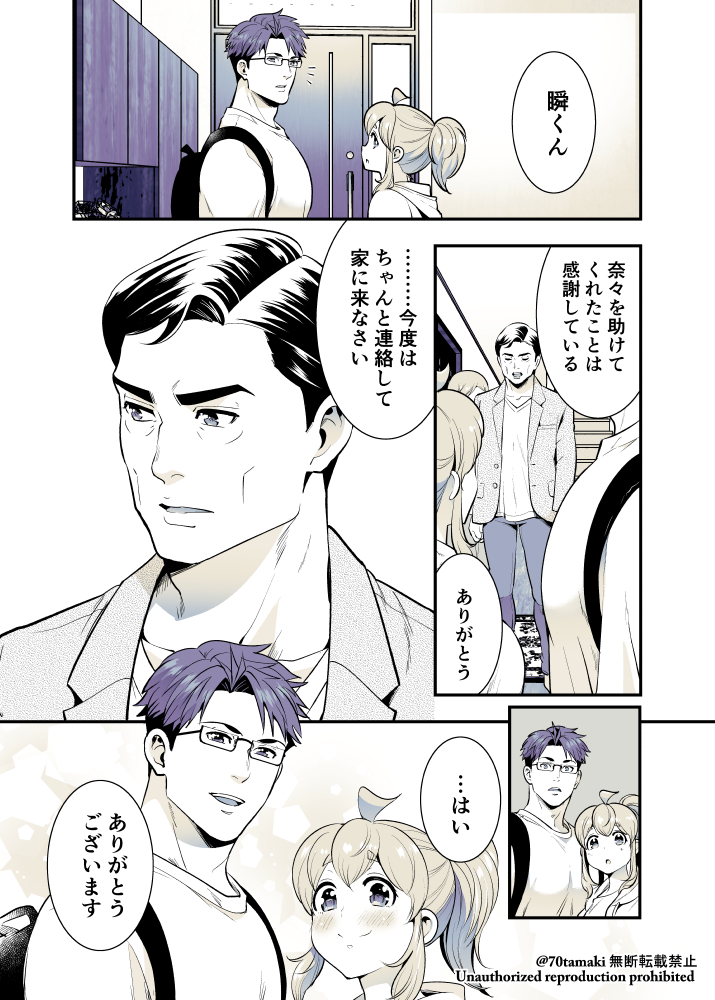 瞬くん
奈々を助けて
くれたことは
感謝している
ありがとう
………今度は
ちゃんと連絡して
家に来なさい
…はい
ありがとう
ございます
@70tamaki 無断転載禁止
Unauthorized reproduction prohibited